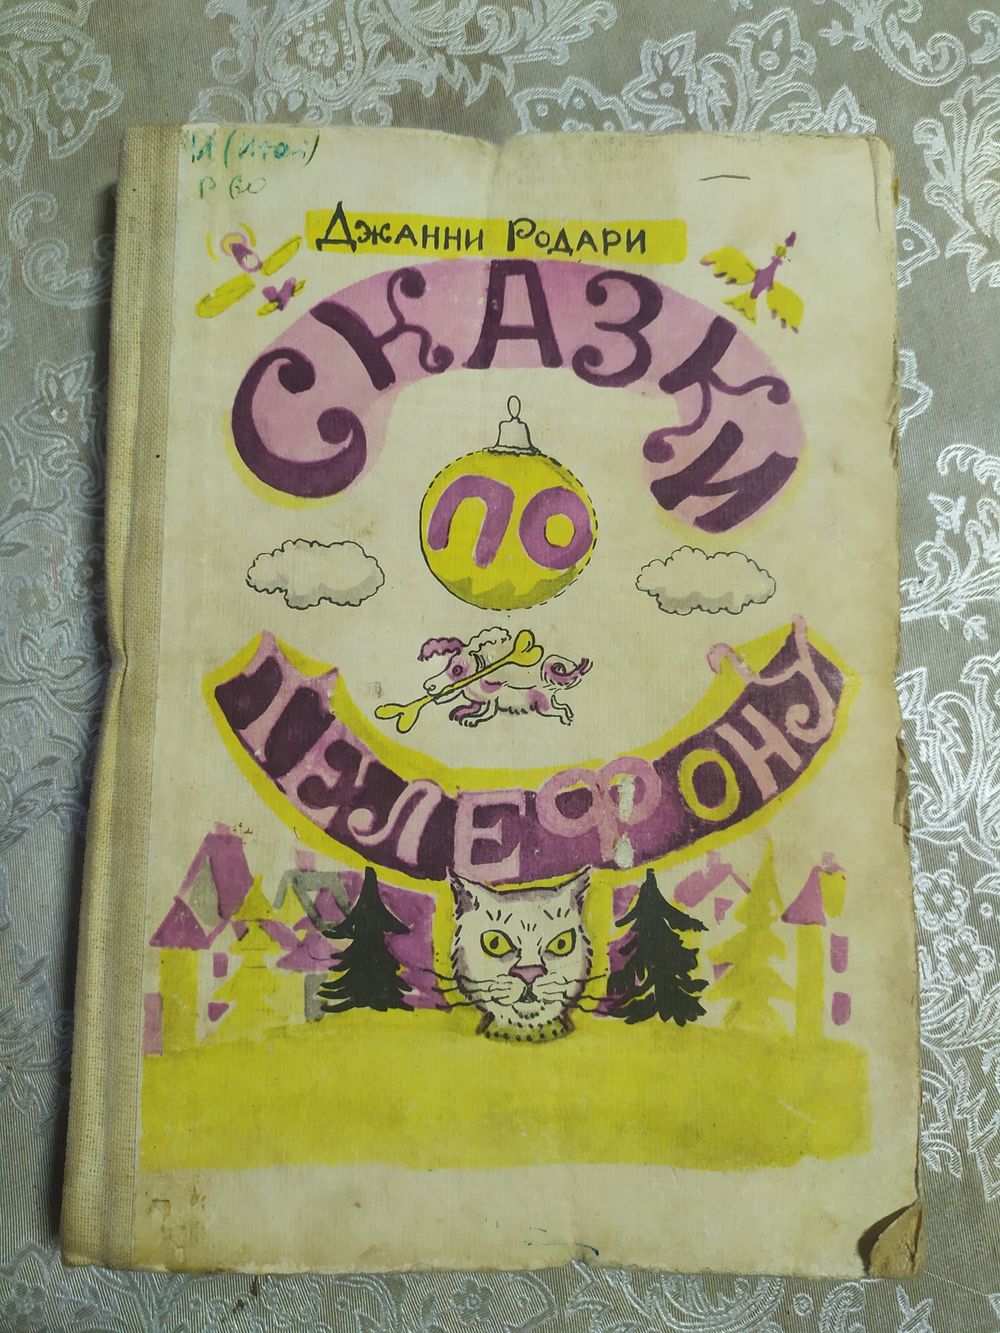 И (Итал)
Р 60
Джанни Родари
Сказки
по
телефону